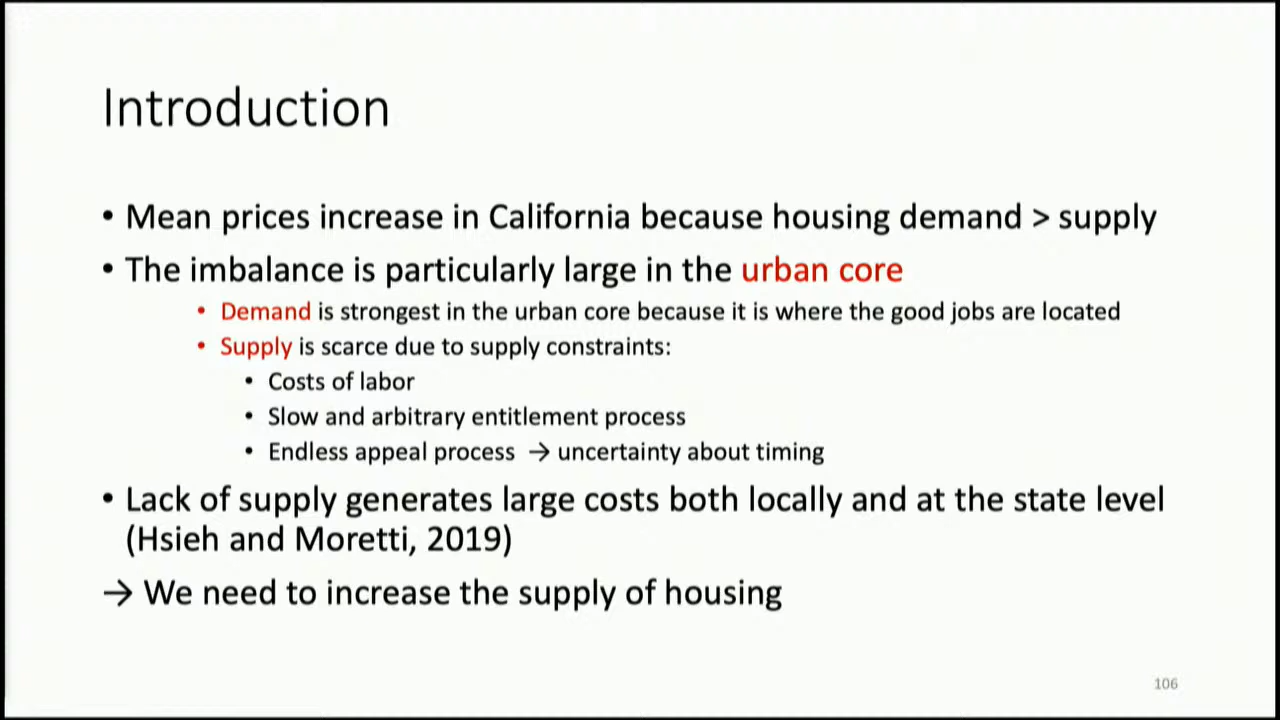 Introduction
• Mean prices increase in California because housing demand > supply
• The imbalance is particularly large in the urban core
• Demand is strongest in the urban core because it is where the good jobs are located
• Supply is scarce due to supply constraints:
• Costs of labor
• Slow and arbitrary entitlement process
• Endless appeal process → uncertainty about timing
• Lack of supply generates large costs both locally and at the state level
(Hsieh and Moretti, 2019)
→ We need to increase the supply of housing
106